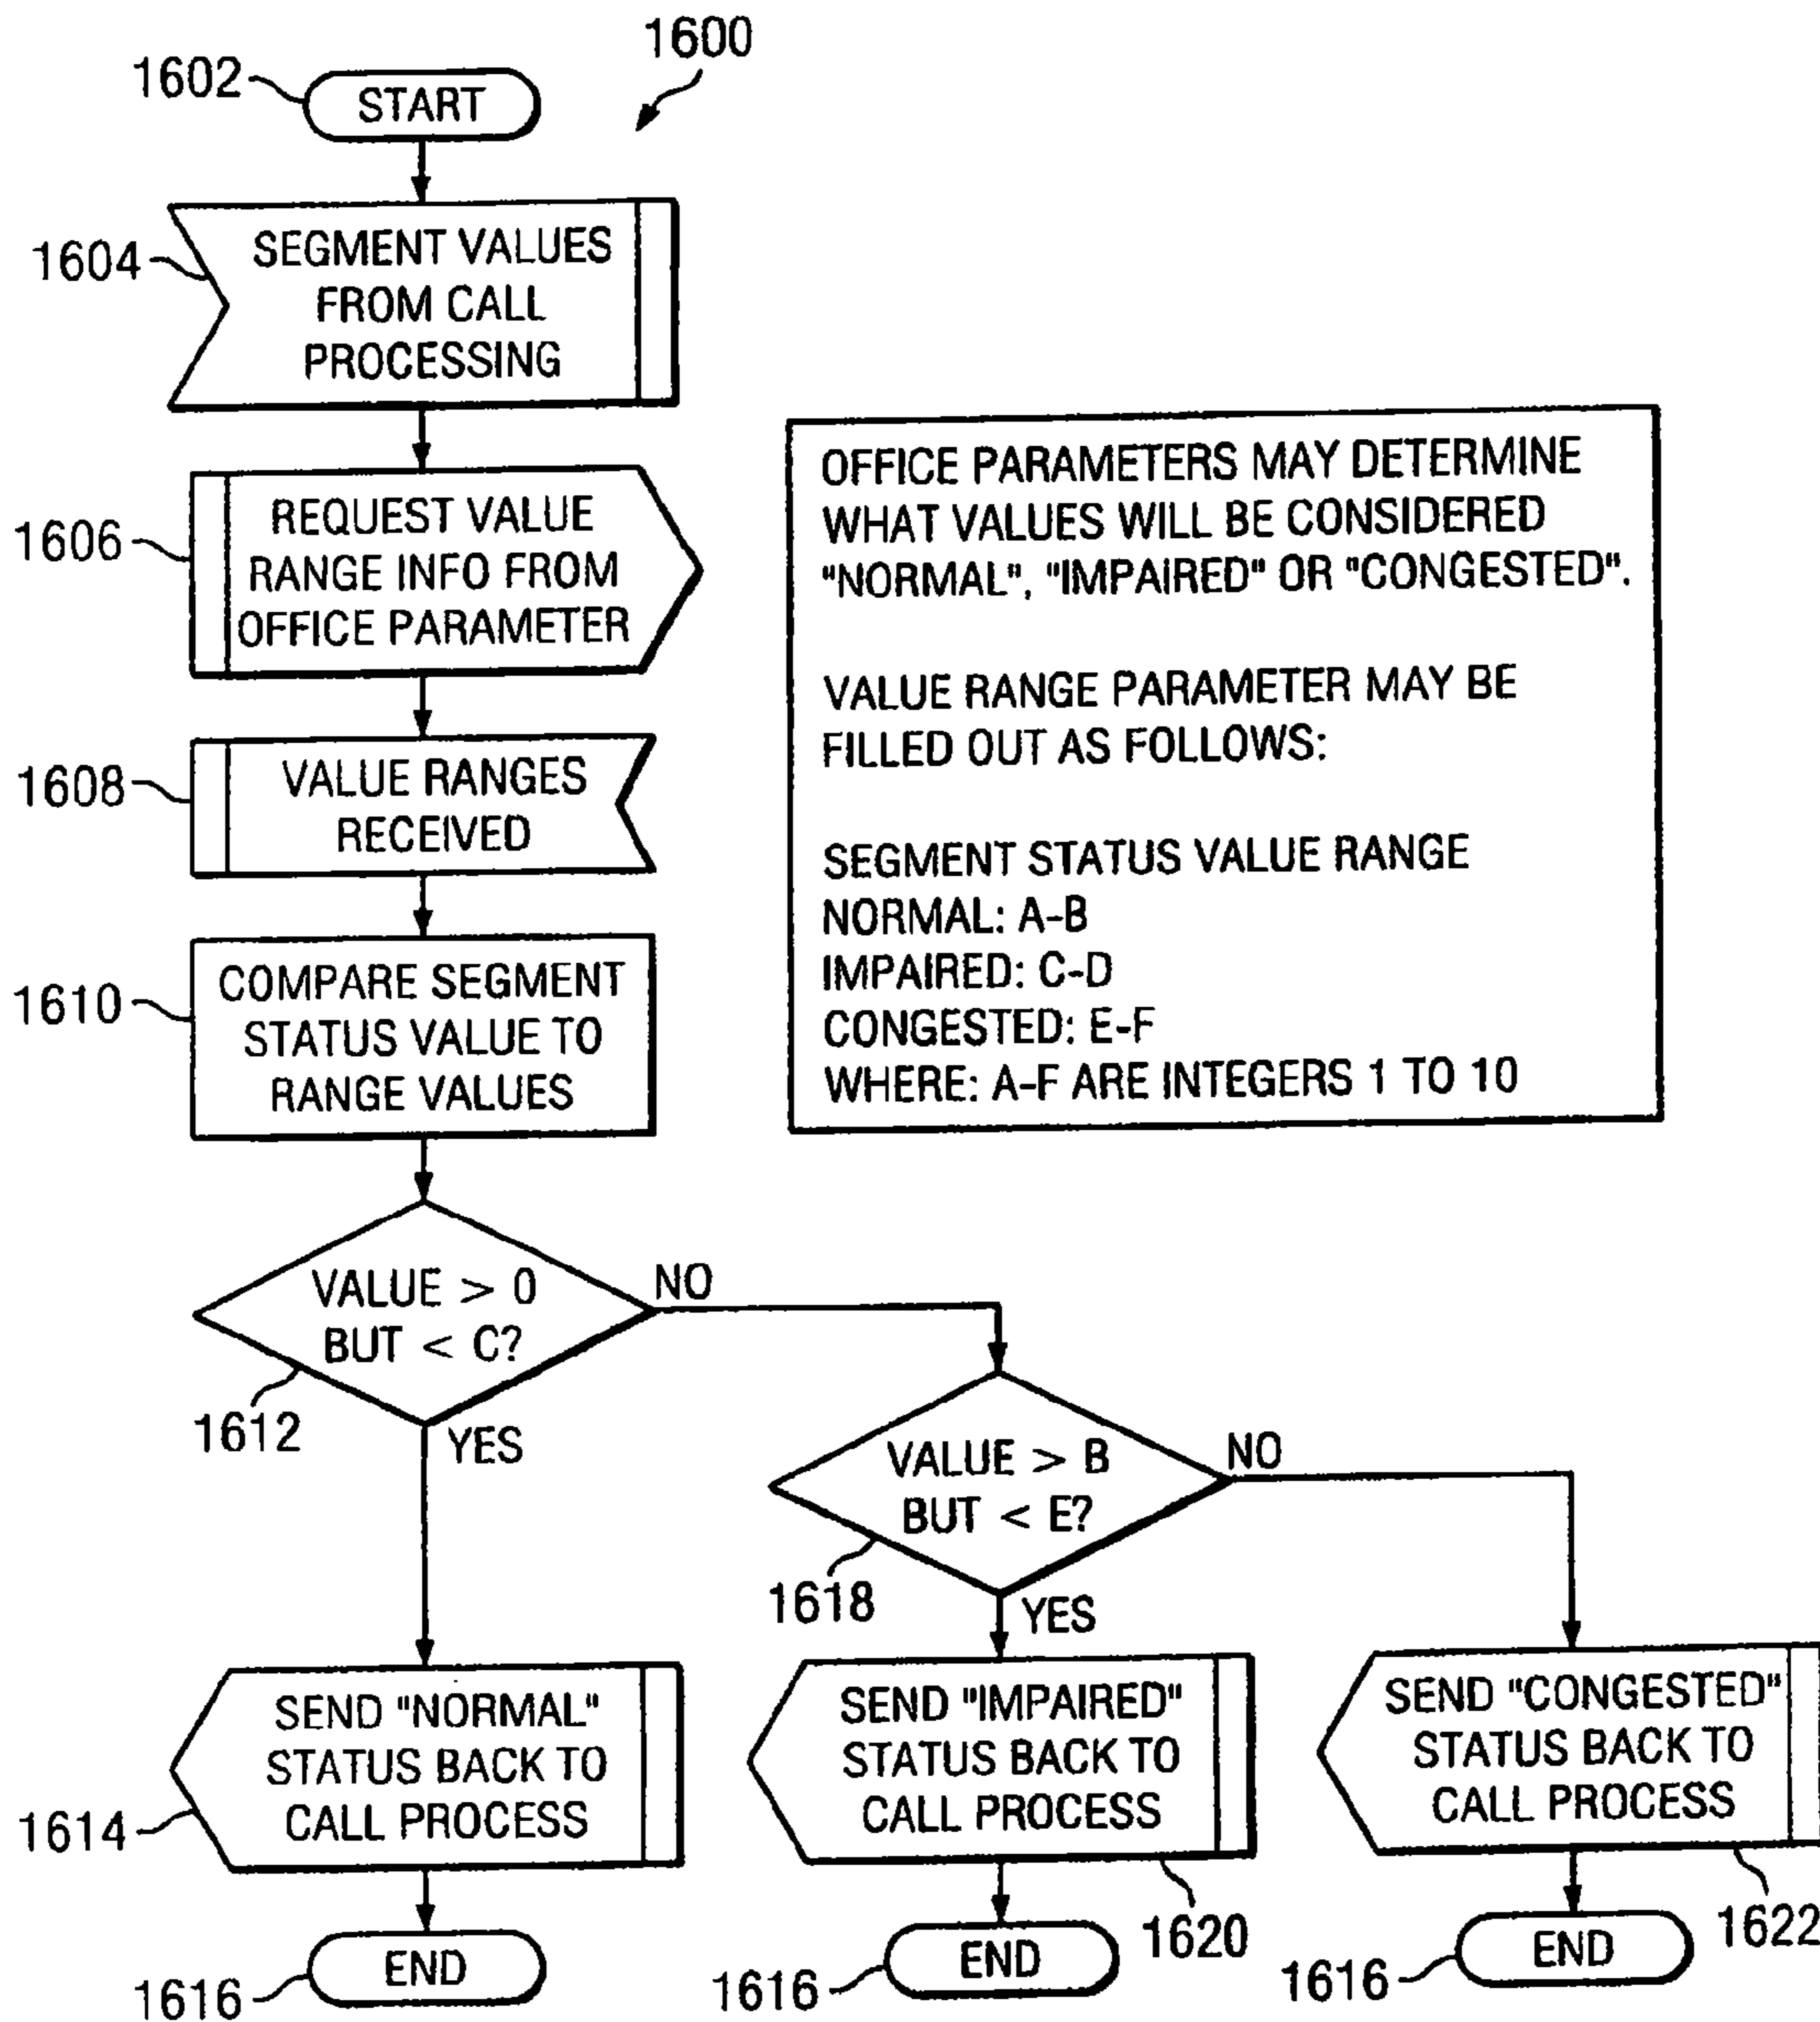 1600
1602
START
1604
SEGMENT VALUES
FROM CALL
PROCESSING
1606
REQUEST VALUE
RANGE INFO FROM
OFFICE PARAMETER
1608
VALUE RANGES
RECEIVED
1610
COMPARE SEGMENT
STATUS VALUE TO
RANGE VALUES
OFFICE PARAMETERS MAY DETERMINE
WHAT VALUES WILL BE CONSIDERED
"NORMAL", "IMPAIRED" OR "CONGESTED".
VALUE RANGE PARAMETER MAY BE
FILLED OUT AS FOLLOWS:
SEGMENT STATUS VALUE RANGE
NORMAL: A-B
IMPAIRED: C-D
CONGESTED: E-F
WHERE: A-F ARE INTEGERS 1 TO 10
VALUE > 0
BUT < C?
NO
1612
YES
VALUE > B
BUT < E?
NO
1618
YES
SEND "NORMAL"
STATUS BACK TO
CALL PROCESS
1614
END
1616
SEND "IMPAIRED"
STATUS BACK TO
CALL PROCESS
1620
END
1616
SEND "CONGESTED"
STATUS BACK TO
CALL PROCESS
1622
END
1616